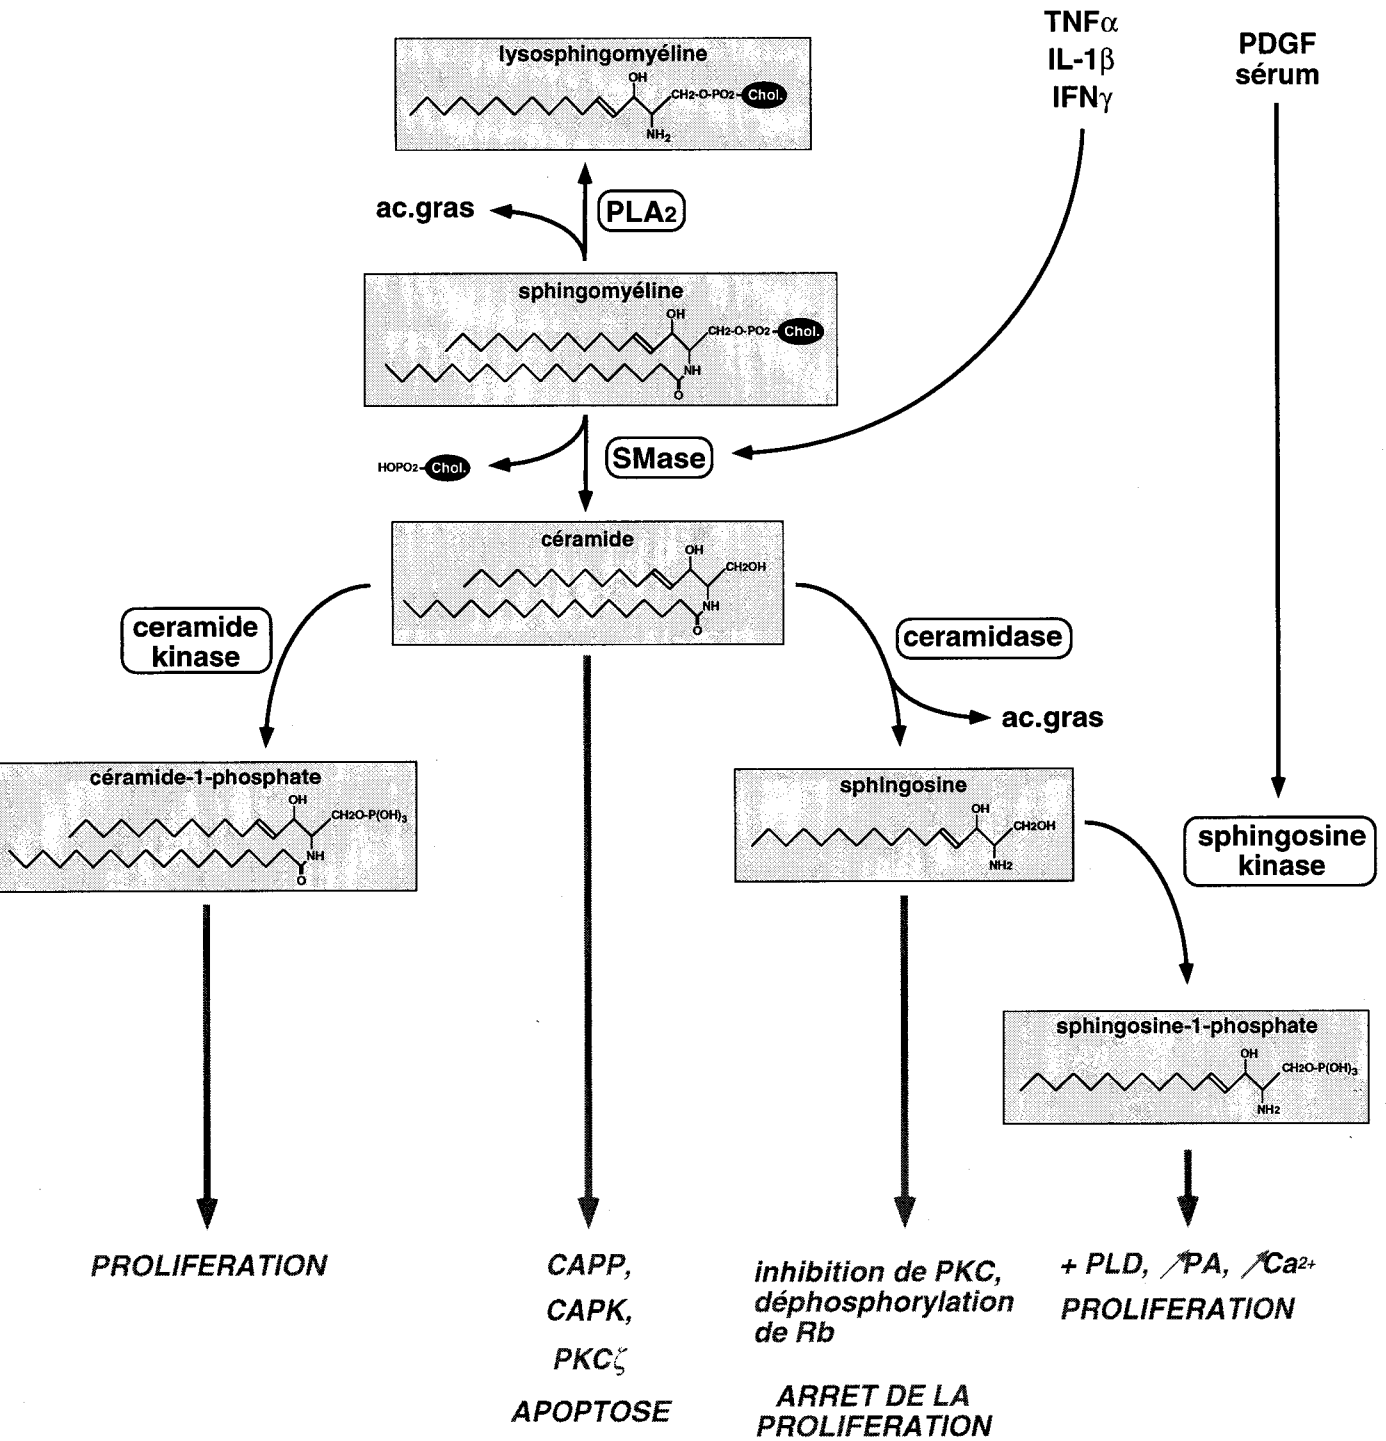 TNFα
IL-1β
IFNγ
PDGF
sérum
lysosphingomyéline
OH
CH2-O-PO2-Chol.
NH2
ac.gras
PLA2
sphingomyéline
OH
CH2-O-PO2-Chol.
NH
O
HOPO2-Chol.
SMase
céramide
OH
CH2OH
NH
O
ceramide
kinase
ceramidase
ac.gras
céramide-1-phosphate
OH
CH2O-P(OH)3
NH
O
sphingosine
OH
CH2OH
NH2
sphingosine
kinase
sphingosine-1-phosphate
OH
CH2O-P(OH)3
NH2
PROLIFERATION
CAPP,
CAPK,
PKCζ
APOPTOSE
inhibition de PKC,
déphosphorylation
de Rb
ARRET DE LA
PROLIFERATION
+ PLD, ↗PA, ↗Ca2+
PROLIFERATION